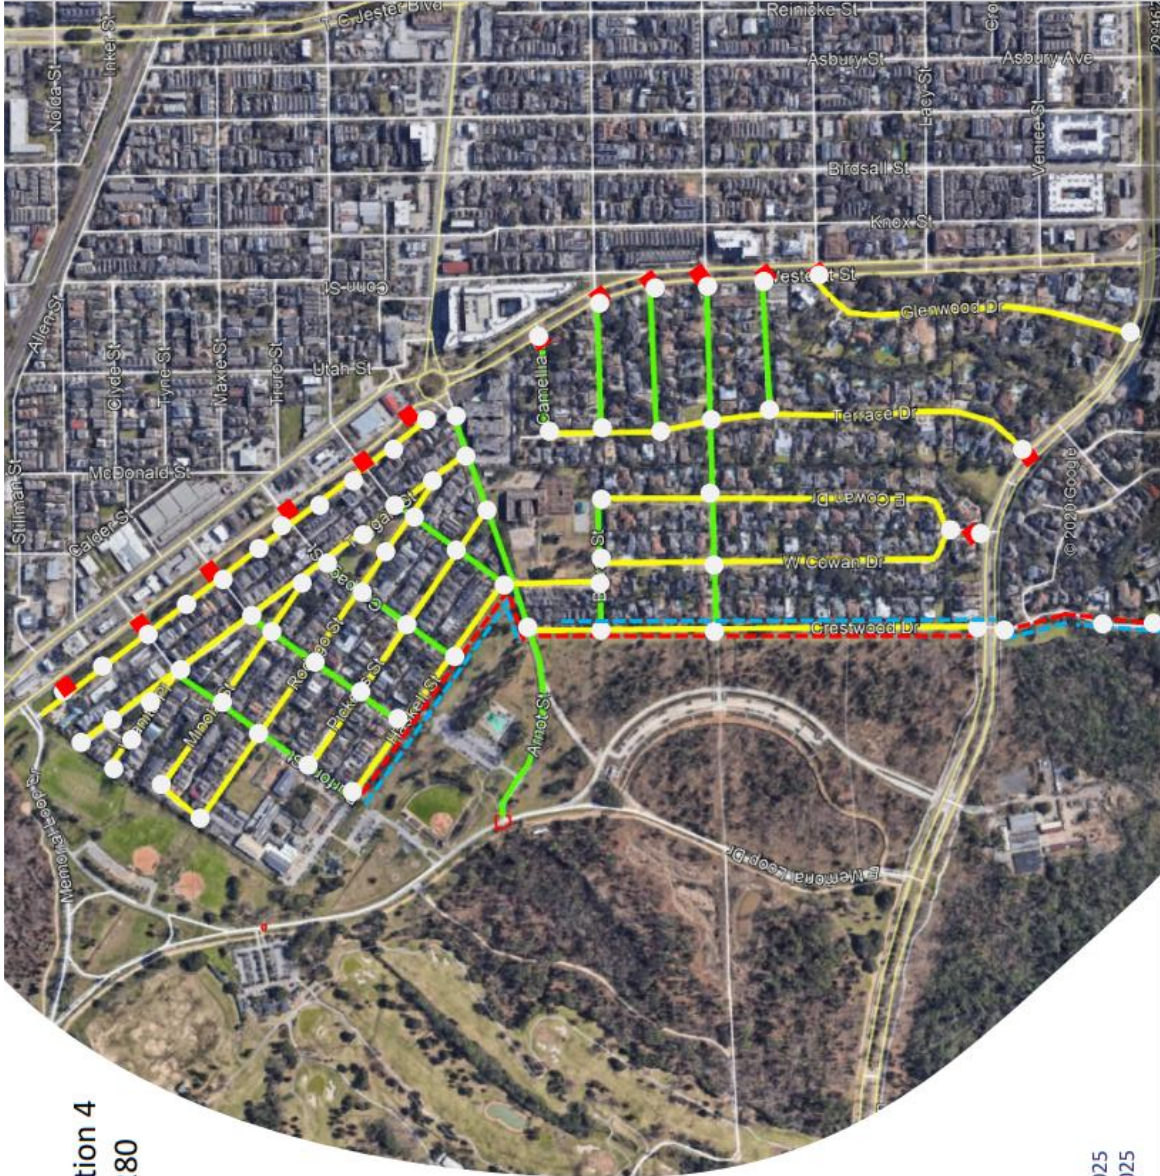 T C Jester Blvd
Reinicke St
Cro
29°46'
Inker St
Nolda St
Asbury St
Asbury Ave
Lacy St
Venice St
Birdsall St
Knox St
Conn St
Allen St
Glenwood Dr
Utah St
Clyde St
Tyne St
Maxie St
Truro St
Camellia
Terrace Dr
McDonald St
Stillman St
Calder St
E Cowan Dr
© 2020 Google
W Cowan Dr
Crestwood Dr
Haskell St
Arnot St
Memorial Loop Dr
E Memorial Loop Dr
tion 4
80
025
025